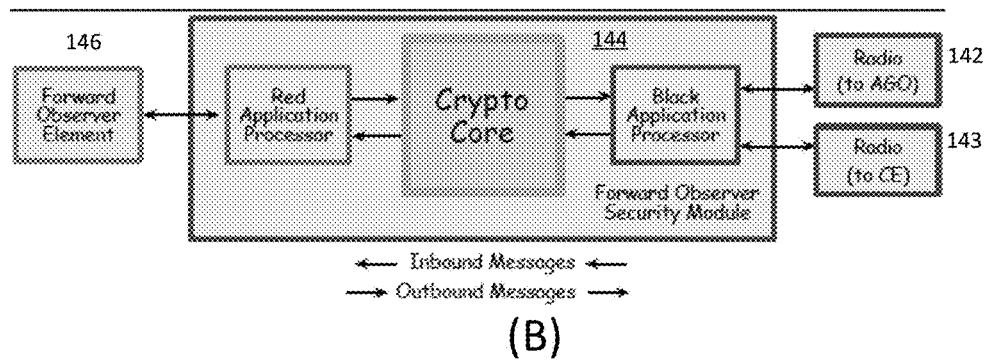 146
144
142
143
Forward
Observer
Element
Red
Application
Processor
Crypto
Core
Black
Application
Processor
Radio
(to AGO)
Radio
(to CE)
Forward Observer
Security Module
Inbound Messages
Outbound Messages
(B)